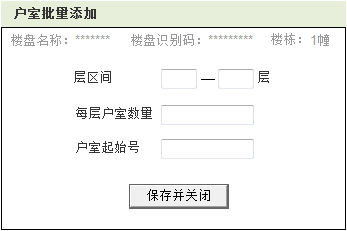 户室批量添加
楼盘名称：******* 楼盘识别码：********* 楼栋：1幢
层区间 — 层
每层户室数量
户室起始号
保存并关闭